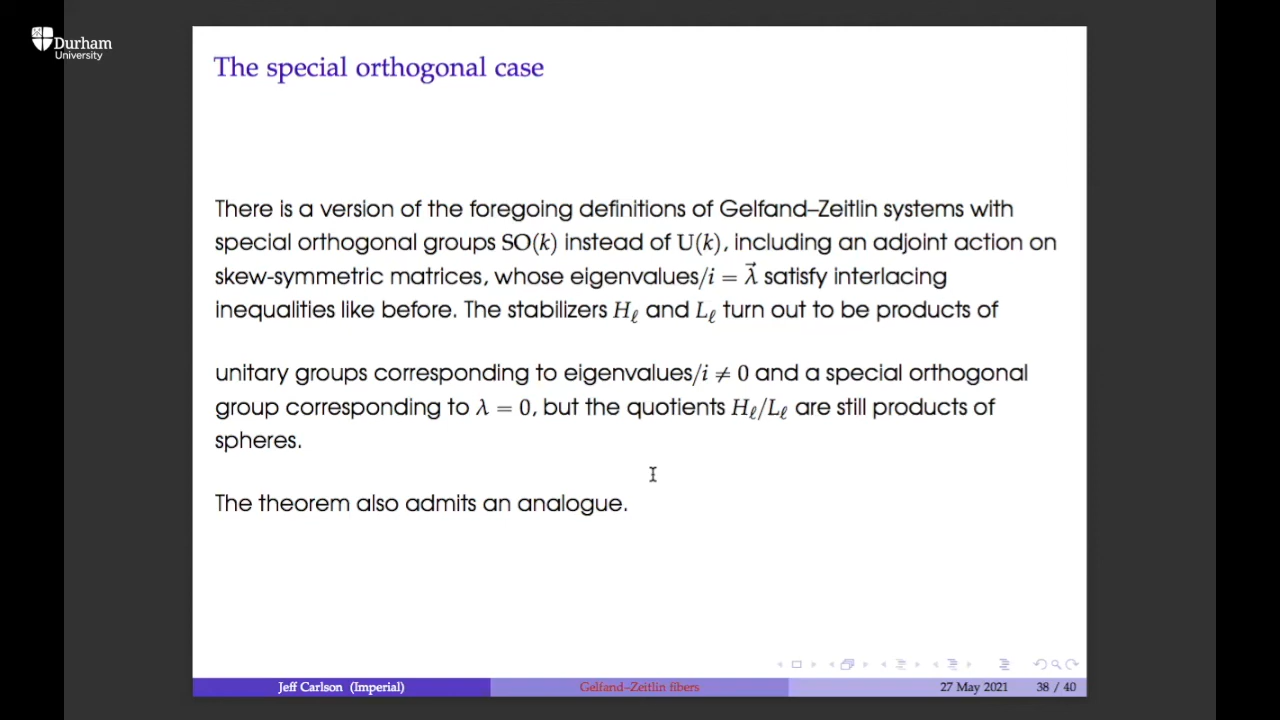 Durham
University
The special orthogonal case
There is a version of the foregoing definitions of Gelfand–Zeitlin systems with
special orthogonal groups SO(k) instead of U(k), including an adjoint action on
skew-symmetric matrices, whose eigenvalues/i = λ⃗ satisfy interlacing
inequalities like before. The stabilizers Hℓ and Lℓ turn out to be products of
unitary groups corresponding to eigenvalues/i ≠ 0 and a special orthogonal
group corresponding to λ = 0, but the quotients Hℓ/Lℓ are still products of
spheres.
The theorem also admits an analogue.
Jeff Carlson (Imperial) Gelfand–Zeitlin fibers 27 May 2021 38 / 40